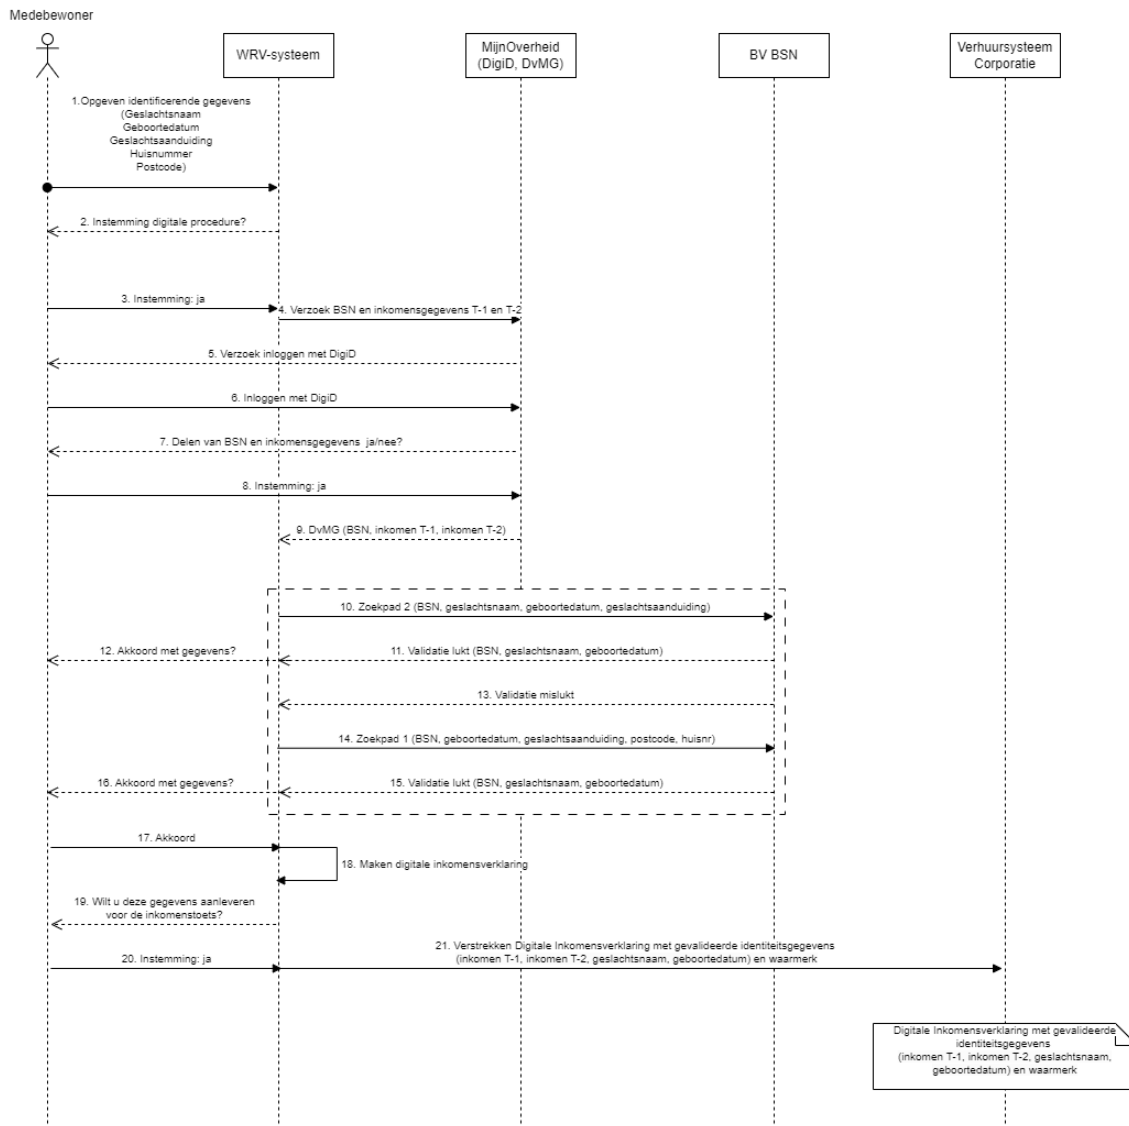 Medebewoner
WRV-systeem
MijnOverheid
(DigiD, DvMG)
BV BSN
Verhuursysteem
Corporatie
1.Opgeven identificerende gegevens
(Geslachtsnaam
Geboortedatum
Geslachtsaanduiding
Huisnummer
Postcode)
2. Instemming digitale procedure?
3. Instemming: ja
4. Verzoek BSN en inkomensgegevens T-1 en T-2
5. Verzoek inloggen met DigiD
6. Inloggen met DigiD
7. Delen van BSN en inkomensgegevens ja/nee?
8. Instemming: ja
9. DvMG (BSN, inkomen T-1, inkomen T-2)
10. Zoekpad 2 (BSN, geslachtsnaam, geboortedatum, geslachtsaanduiding)
12. Akkoord met gegevens?
11. Validatie lukt (BSN, geslachtsnaam, geboortedatum)
13. Validatie mislukt
14. Zoekpad 1 (BSN, geboortedatum, geslachtsaanduiding, postcode, huisnr)
16. Akkoord met gegevens?
15. Validatie lukt (BSN, geslachtsnaam, geboortedatum)
17. Akkoord
18. Maken digitale inkomensverklaring
19. Wilt u deze gegevens aanleveren
voor de inkomenstoets?
20. Instemming: ja
21. Verstrekken Digitale Inkomensverklaring met gevalideerde identiteitsgegevens
(inkomen T-1, inkomen T-2, geslachtsnaam, geboortedatum) en waarmerk
Digitale Inkomensverklaring met gevalideerde
identiteitsgegevens
(inkomen T-1, inkomen T-2, geslachtsnaam,
geboortedatum) en waarmerk